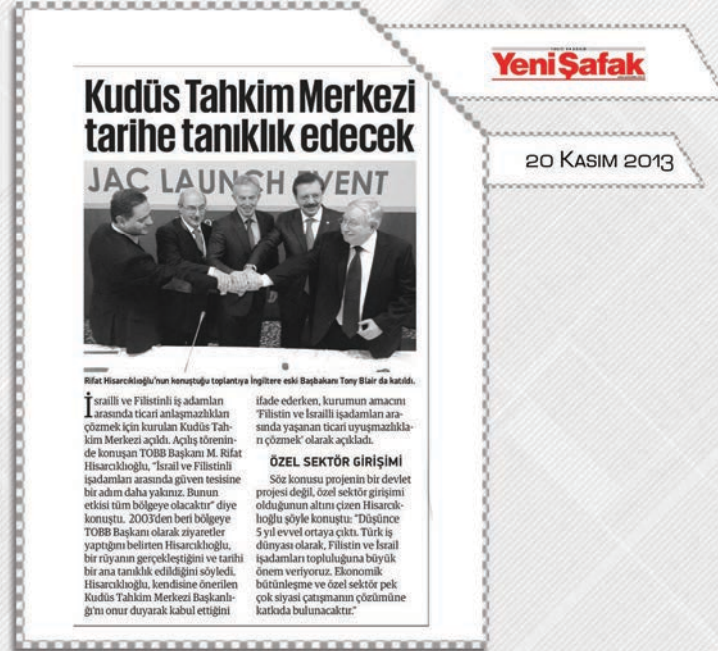 Yeni Şafak
20 KASIM 2013
Kudüs Tahkim Merkezi
tarihe tanıklık edecek
JAC LAUNCH EVENT
Rifat Hisarcıklıoğlu'nun konuştuğu toplantıya İngiltere eski Başbakanı Tony Blair da katıldı.
İsrailli ve Filistinli iş adamları
arasında ticari anlaşmazlıkları
çözmek için kurulan Kudüs Tah-
kim Merkezi açıldı. Açılış törenin-
de konuşan TOBB Başkanı M. Rifat
Hisarcıklıoğlu, "İsrail ve Filistinli
işadamları arasında güven tesisine
bir adım daha yakınız. Bunun
etkisi tüm bölgeye olacaktır" diye
konuştu. 2003'den beri bölgeye
TOBB Başkanı olarak ziyaretler
yaptığını belirten Hisarcıklıoğlu,
bir rüyanın gerçekleştiğini ve tarihi
bir ana tanıklık edildiğini söyledi.
Hisarcıklıoğlu, kendisine önerilen
Kudüs Tahkim Merkezi Başkanlı-
ğı'nı onur duyarak kabul ettiğini
ifade ederken, kurumun amacını
'Filistin ve İsrailli işadamları ara-
sında yaşanan ticari uyuşmazlıkla-
rı çözmek' olarak açıkladı.
ÖZEL SEKTÖR GİRİŞİMİ
Söz konusu projenin bir devlet
projesi değil, özel sektör girişimi
olduğunun altını çizen Hisarcık-
lıoğlu şöyle konuştu: "Düşünce
5 yıl evvel ortaya çıktı. Türk iş
dünyası olarak, Filistin ve İsrail
işadamları topluluğuna büyük
önem veriyoruz. Ekonomik
bütünleşme ve özel sektör pek
çok siyasi çatışmanın çözümüne
katkıda bulunacaktır."